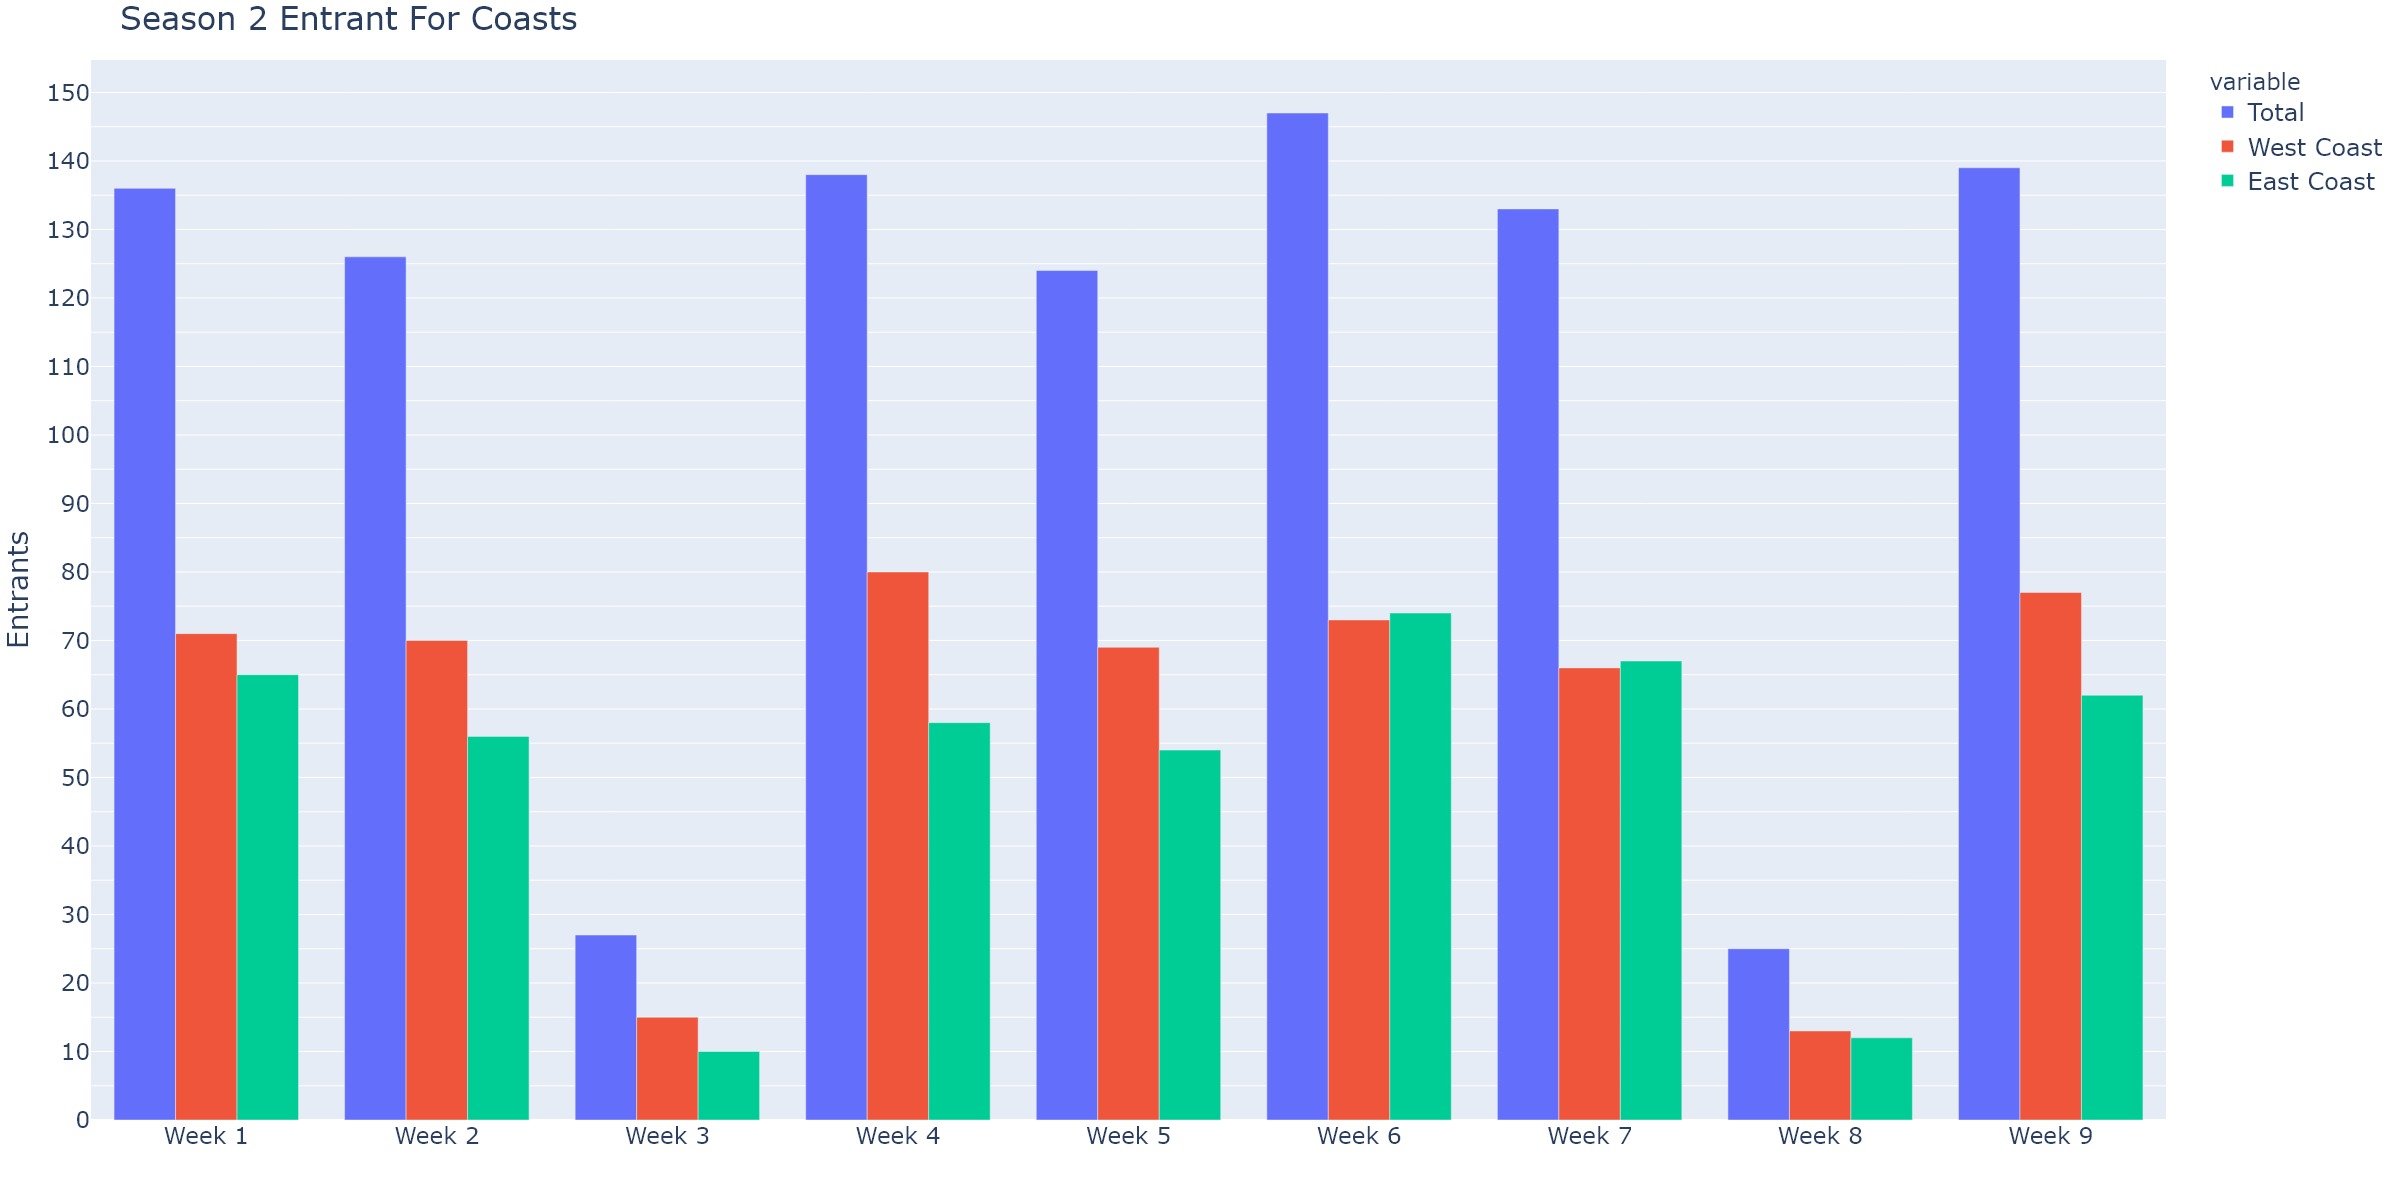 Season 2 Entrant For Coasts
variable
Total
West Coast
East Coast
Entrants
150
140
130
120
110
100
90
80
70
60
50
40
30
20
10
0
Week 1
Week 2
Week 3
Week 4
Week 5
Week 6
Week 7
Week 8
Week 9